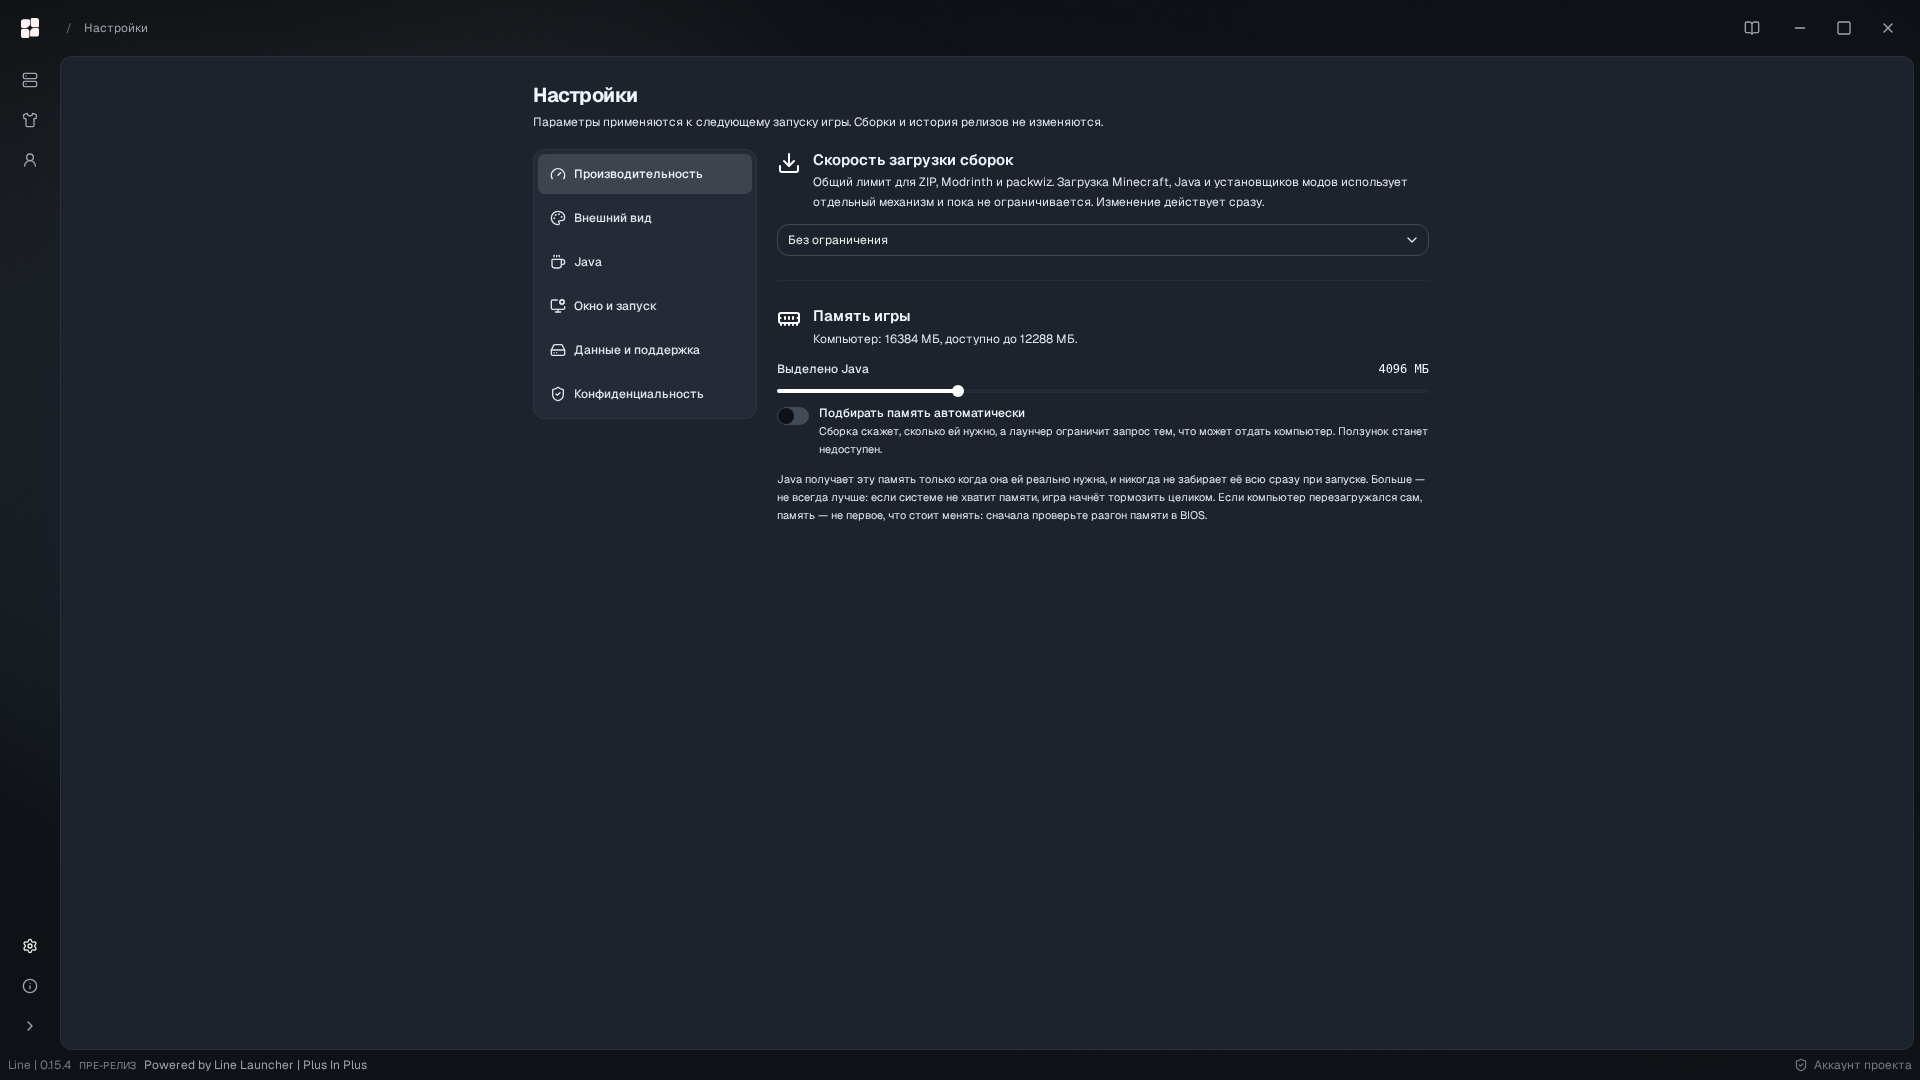 / Настройки
Настройки
Параметры применяются к следующему запуску игры. Сборки и история релизов не изменяются.
Производительность
Внешний вид
Java
Окно и запуск
Данные и поддержка
Конфиденциальность
Скорость загрузки сборок
Общий лимит для ZIP, Modrinth и packwiz. Загрузка Minecraft, Java и установщиков модов использует
отдельный механизм и пока не ограничивается. Изменение действует сразу.
Без ограничения
Память игры
Компьютер: 16384 МБ, доступно до 12288 МБ.
Выделено Java 4096 МБ
Подбирать память автоматически
Сборка скажет, сколько ей нужно, а лаунчер ограничит запрос тем, что может отдать компьютер. Ползунок станет
недоступен.
Java получает эту память только когда она ей реально нужна, и никогда не забирает её всю сразу при запуске. Больше —
не всегда лучше: если системе не хватит памяти, игра начнёт тормозить целиком. Если компьютер перезагружался сам,
память — не первое, что стоит менять: сначала проверьте разгон памяти в BIOS.
Line | 0.15.4 ПРЕ-РЕЛИЗ Powered by Line Launcher | Plus In Plus
Аккаунт проекта